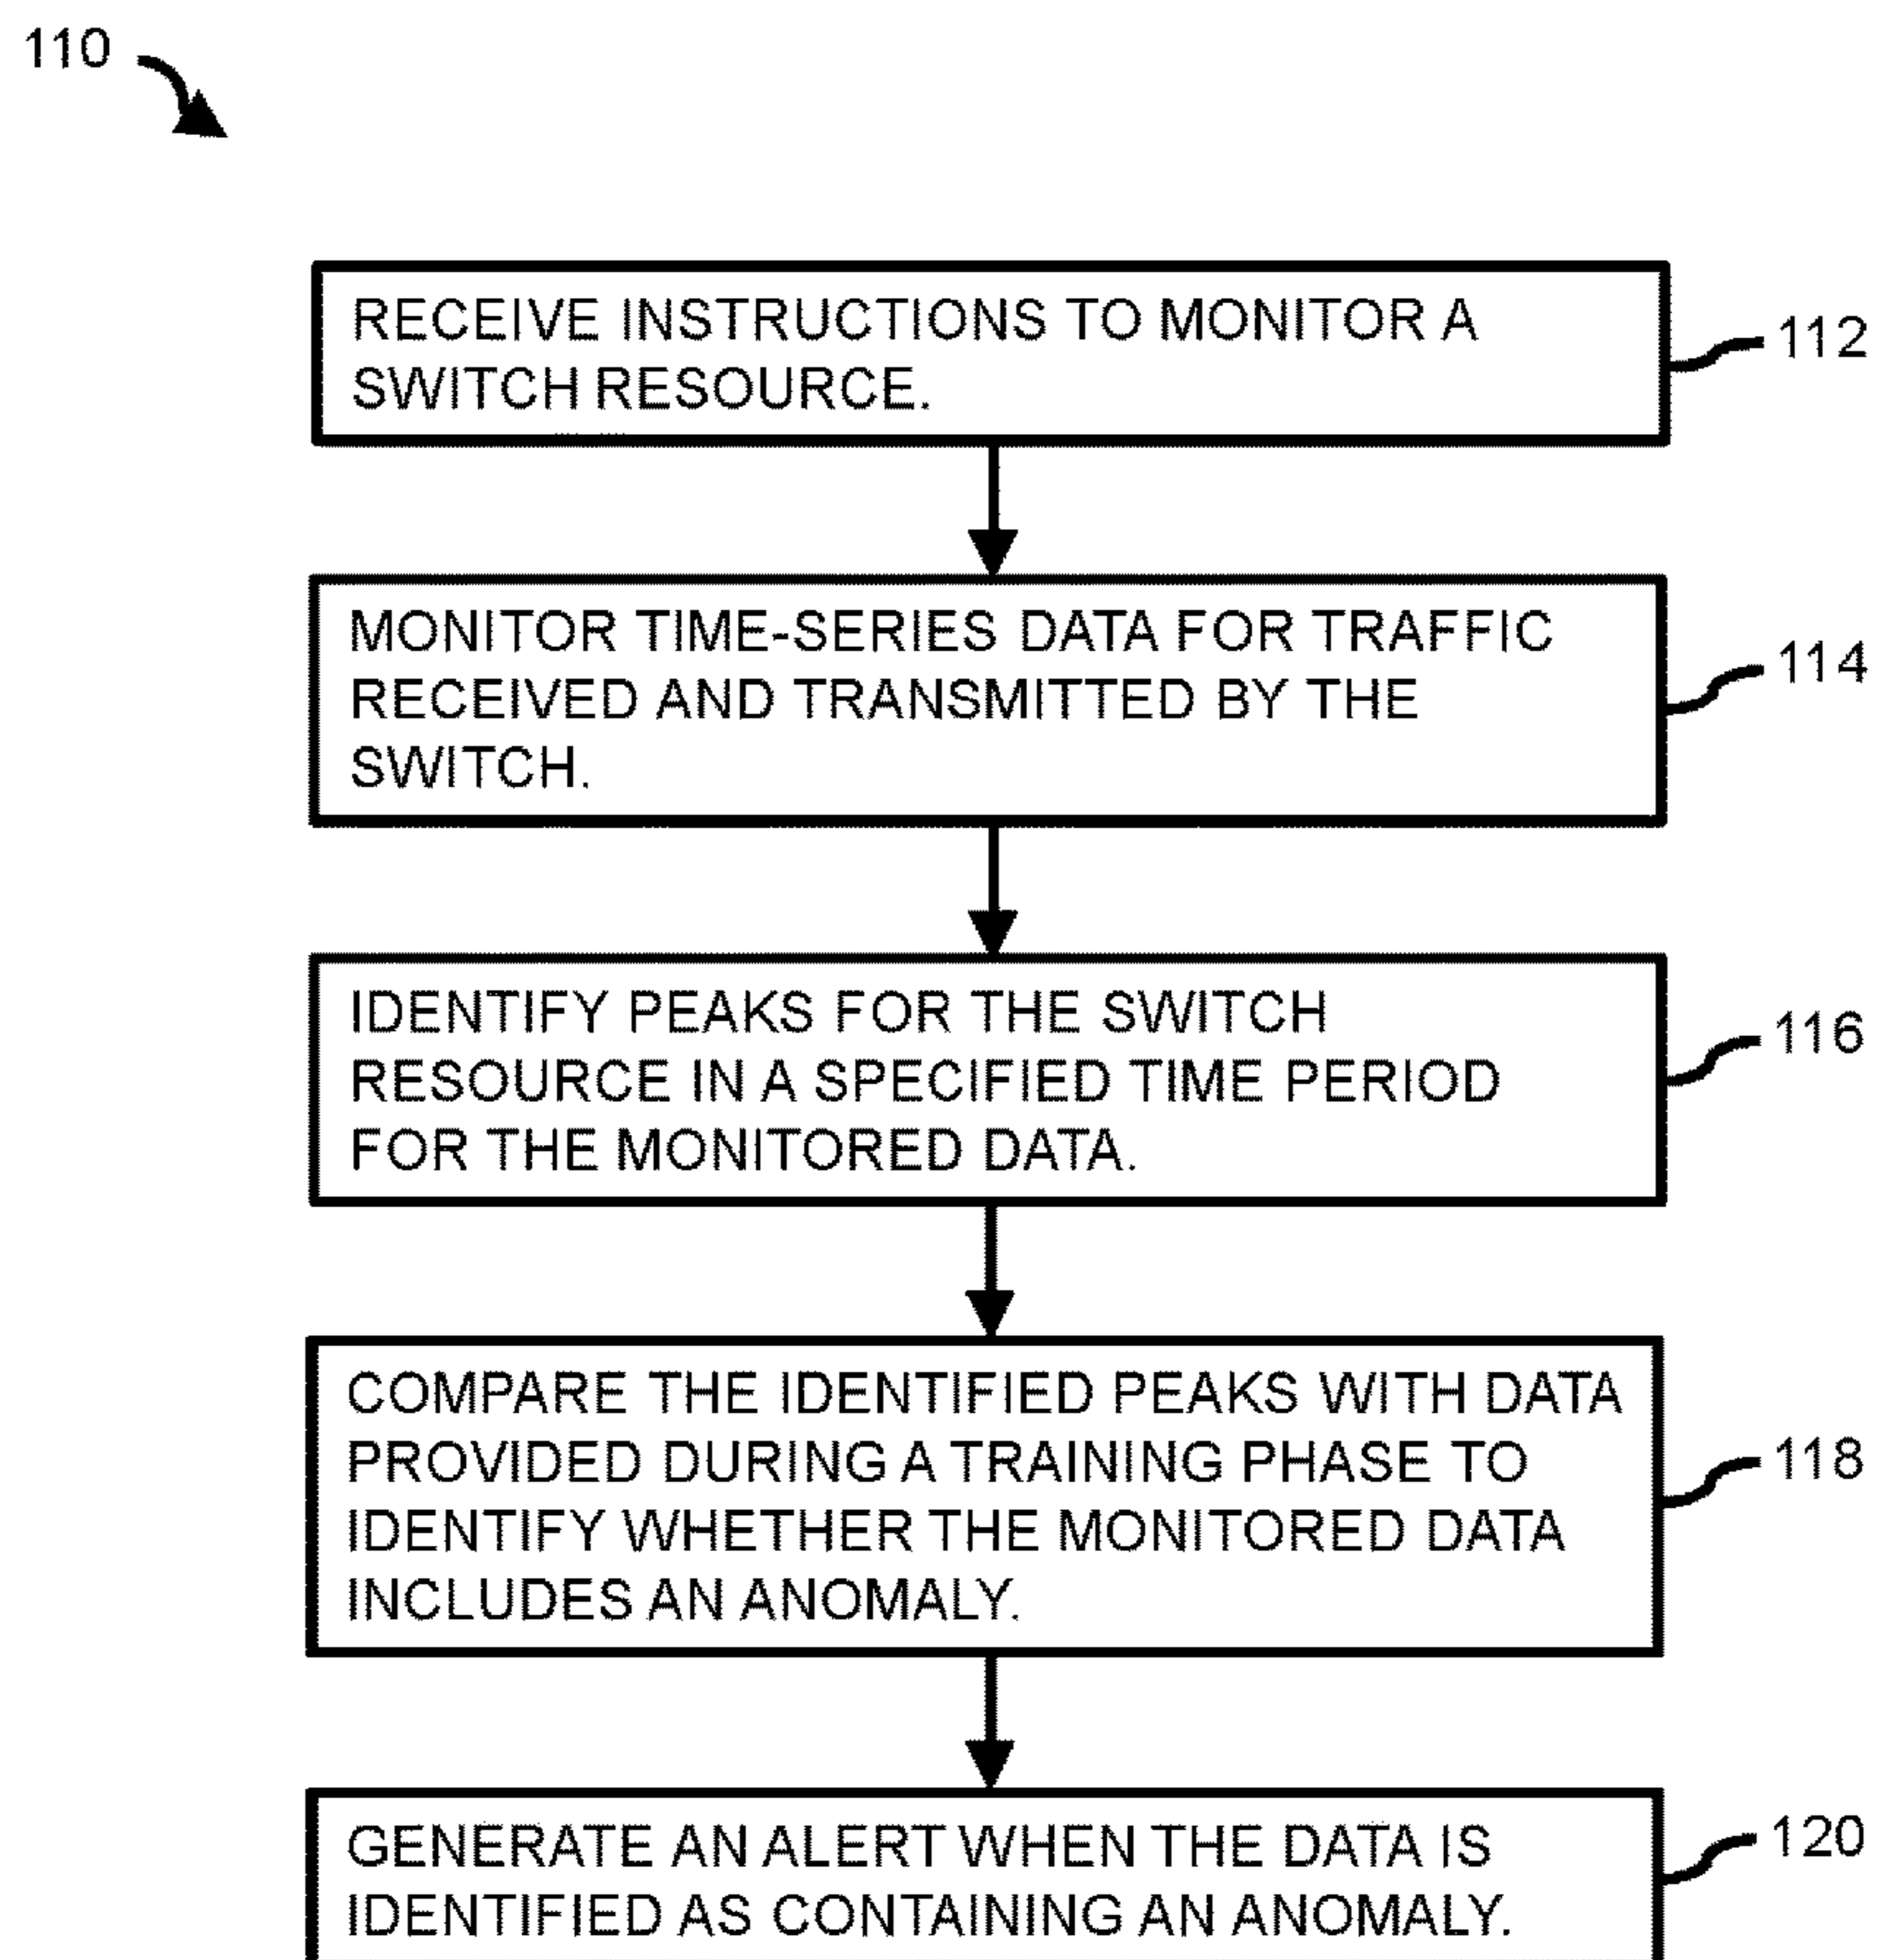 110
RECEIVE INSTRUCTIONS TO MONITOR A
SWITCH RESOURCE.
112
MONITOR TIME-SERIES DATA FOR TRAFFIC
RECEIVED AND TRANSMITTED BY THE
SWITCH.
114
IDENTIFY PEAKS FOR THE SWITCH
RESOURCE IN A SPECIFIED TIME PERIOD
FOR THE MONITORED DATA.
116
COMPARE THE IDENTIFIED PEAKS WITH DATA
PROVIDED DURING A TRAINING PHASE TO
IDENTIFY WHETHER THE MONITORED DATA
INCLUDES AN ANOMALY.
118
GENERATE AN ALERT WHEN THE DATA IS
IDENTIFIED AS CONTAINING AN ANOMALY.
120